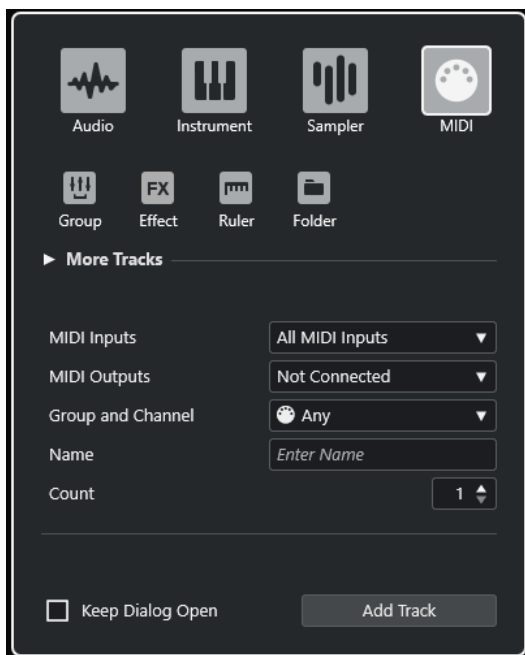 Audio Instrument Sampler MIDI
FX
Group Effect Ruler Folder
More Tracks
MIDI Inputs All MIDI Inputs
MIDI Outputs Not Connected
Group and Channel Any
Name Enter Name
Count 1
Keep Dialog Open Add Track